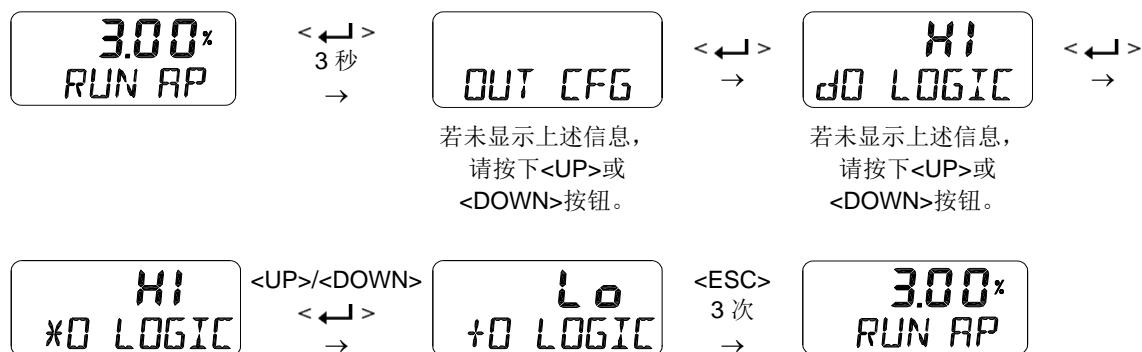 3.00%
RUN AP
< ↵ >
3 秒
→
OUT CFG
若未显示上述信息，
请按下<UP>或
<DOWN>按钮。
< ↵ >
→
HI
dO LOGIC
若未显示上述信息，
请按下<UP>或
<DOWN>按钮。
< ↵ >
→
HI
*O LOGIC
<UP>/<DOWN>
< ↵ >
→
Lo
+O LOGIC
<ESC>
3 次
→
3.00%
RUN AP